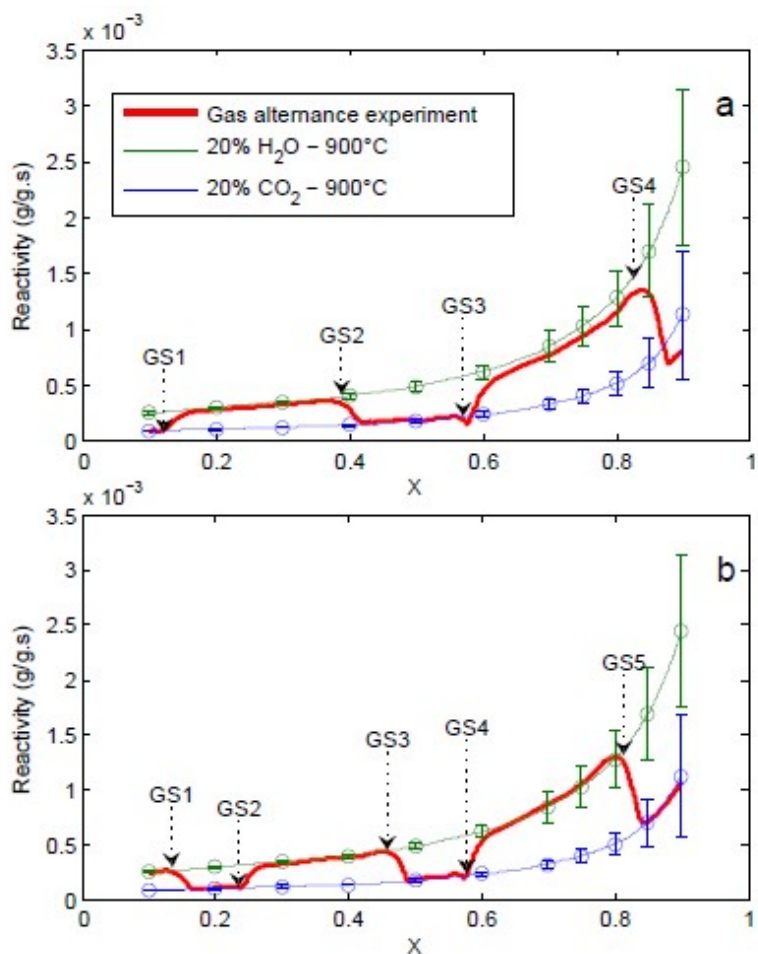 x 10⁻³
3.5
3
2.5
2
1.5
1
0.5
0
Reactivity (g/g.s)
a
Gas alternance experiment
20% H₂O – 900°C
20% CO₂ – 900°C
GS1
GS2
GS3
GS4
0 0.2 0.4 0.6 0.8 1
X
x 10⁻³
3.5
3
2.5
2
1.5
1
0.5
0
Reactivity (g/g.s)
b
GS1
GS2
GS3
GS4
GS5
0 0.2 0.4 0.6 0.8 1
X